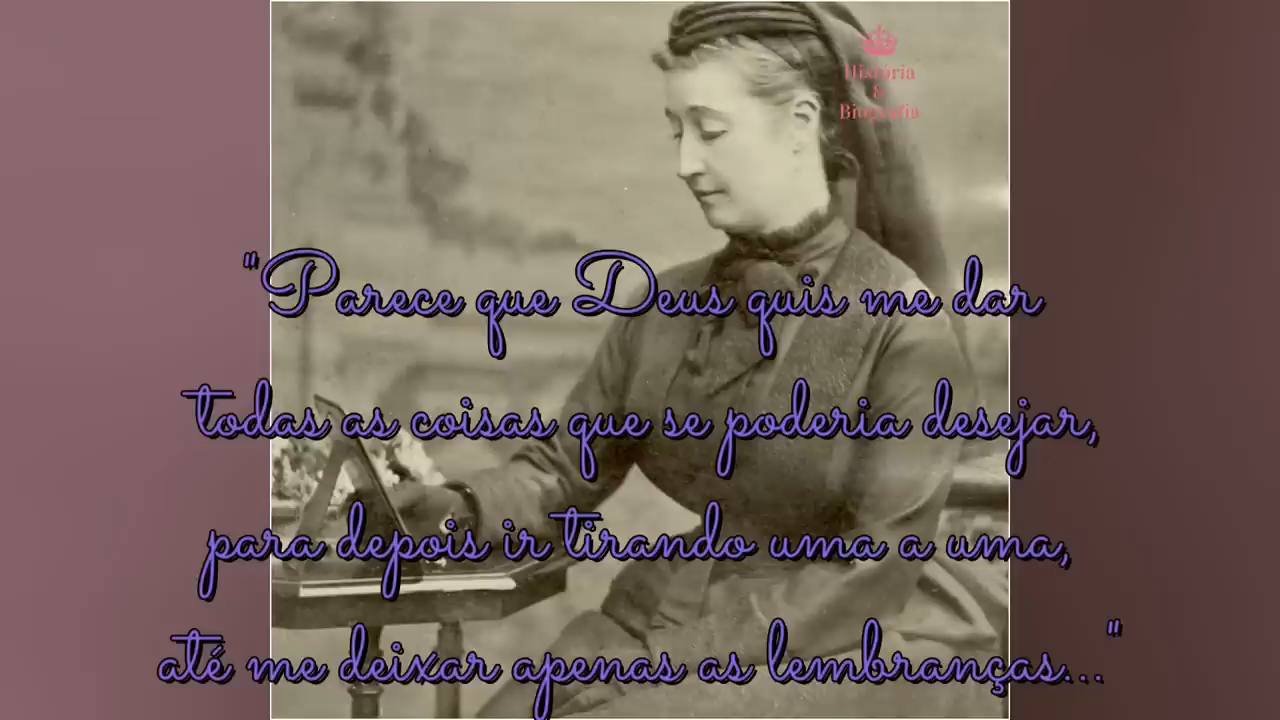 História
&
Biografia
"Parece que Deus quis me dar
todas as coisas que se poderia desejar,
para depois ir tirando uma a uma,
até me deixar apenas as lembranças..."